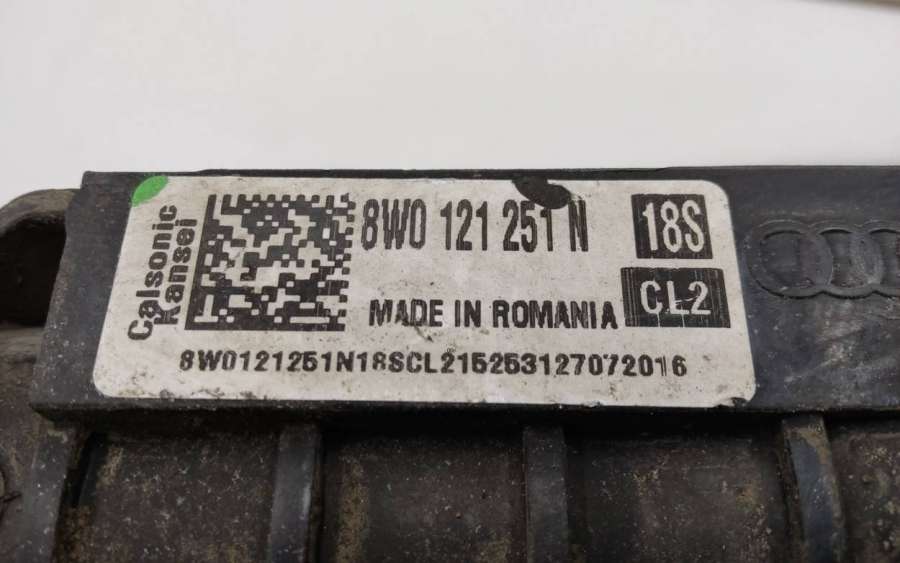 Calsonic
Kansei
8W0 121 251 N
18S
MADE IN ROMANIA
CL2
8W0121251N18SCL215253127072016